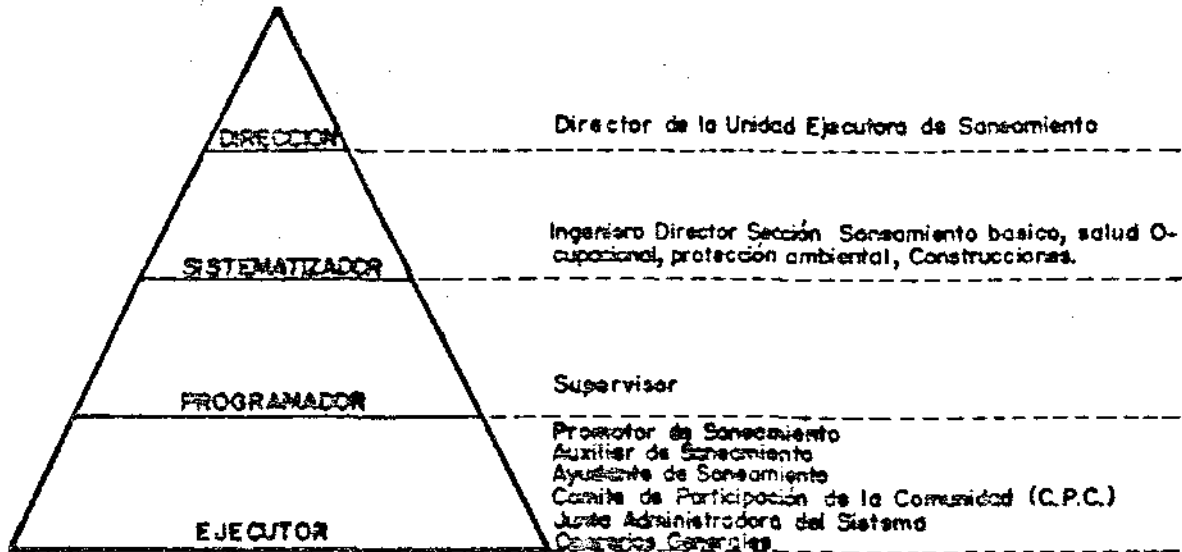 DIRECCION
Director de la Unidad Ejecutora de Saneamiento
SISTEMATIZADOR
Ingeniero Director Sección Saneamiento basico, salud O-
cupacional, protección ambiental, Construcciones.
PROGRAMADOR
Supervisor
EJECUTOR
Promotor de Saneamiento
Auxiliar de Saneamiento
Ayudante de Saneamiento
Comite de Participación de la Comunidad (C.P.C.)
Junta Administradora del Sistema
Operarios Generales